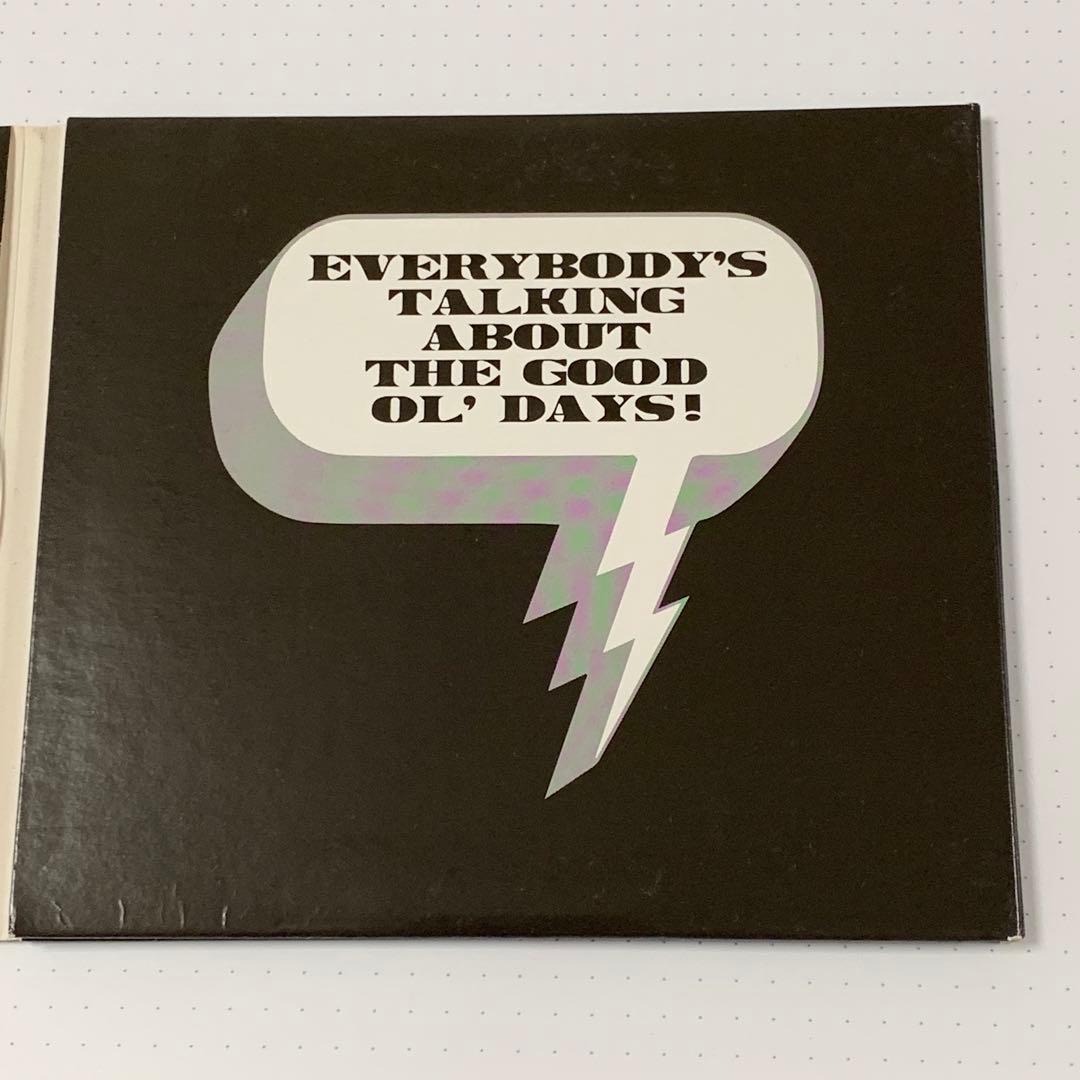 EVERYBODY'S
TALKING
ABOUT
THE GOOD
OL' DAYS!